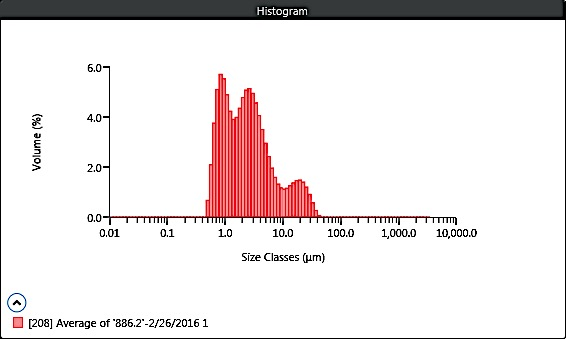 Histogram
6.0
4.0
2.0
0.0
Volume (%)
0.01 0.1 1.0 10.0 100.0 1,000.0 10,000.0
Size Classes (µm)
[208] Average of "886.2"-2/26/2016 1